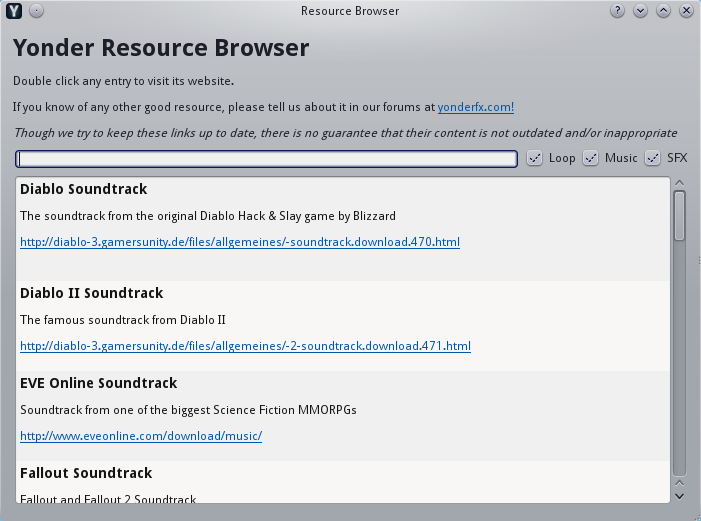 Y
Resource Browser
?
Yonder Resource Browser
Double click any entry to visit its website.
If you know of any other good resource, please tell us about it in our forums at yonderfx.com!
Though we try to keep these links up to date, there is no guarantee that their content is not outdated and/or inappropriate
Loop Music SFX
Diablo Soundtrack
The soundtrack from the original Diablo Hack & Slay game by Blizzard
http://diablo-3.gamersunity.de/files/allgemeines/-soundtrack.download.470.html
Diablo II Soundtrack
The famous soundtrack from Diablo II
http://diablo-3.gamersunity.de/files/allgemeines/-2-soundtrack.download.471.html
EVE Online Soundtrack
Soundtrack from one of the biggest Science Fiction MMORPGs
http://www.eveonline.com/download/music/
Fallout Soundtrack
Fallout and Fallout 2 Soundtrack